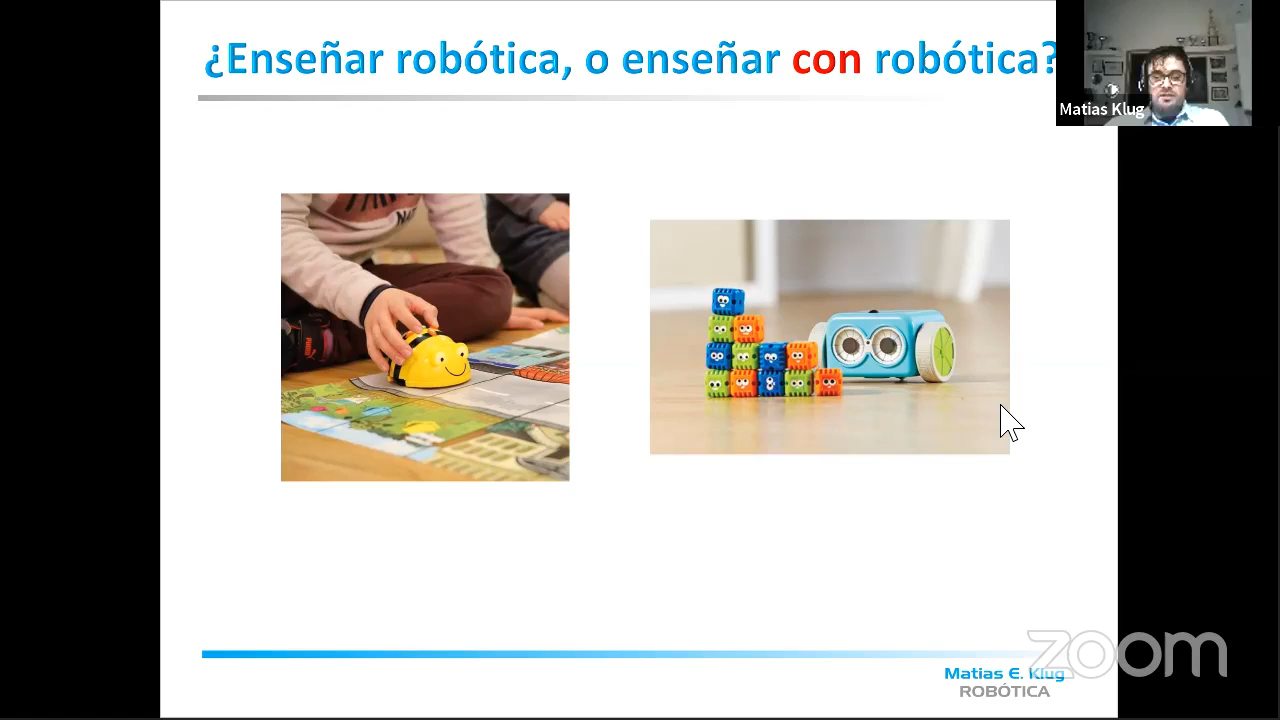 ¿Enseñar robótica, o enseñar con robótica?
Matias Klug
zoom
Matias E. Klug
ROBÓTICA